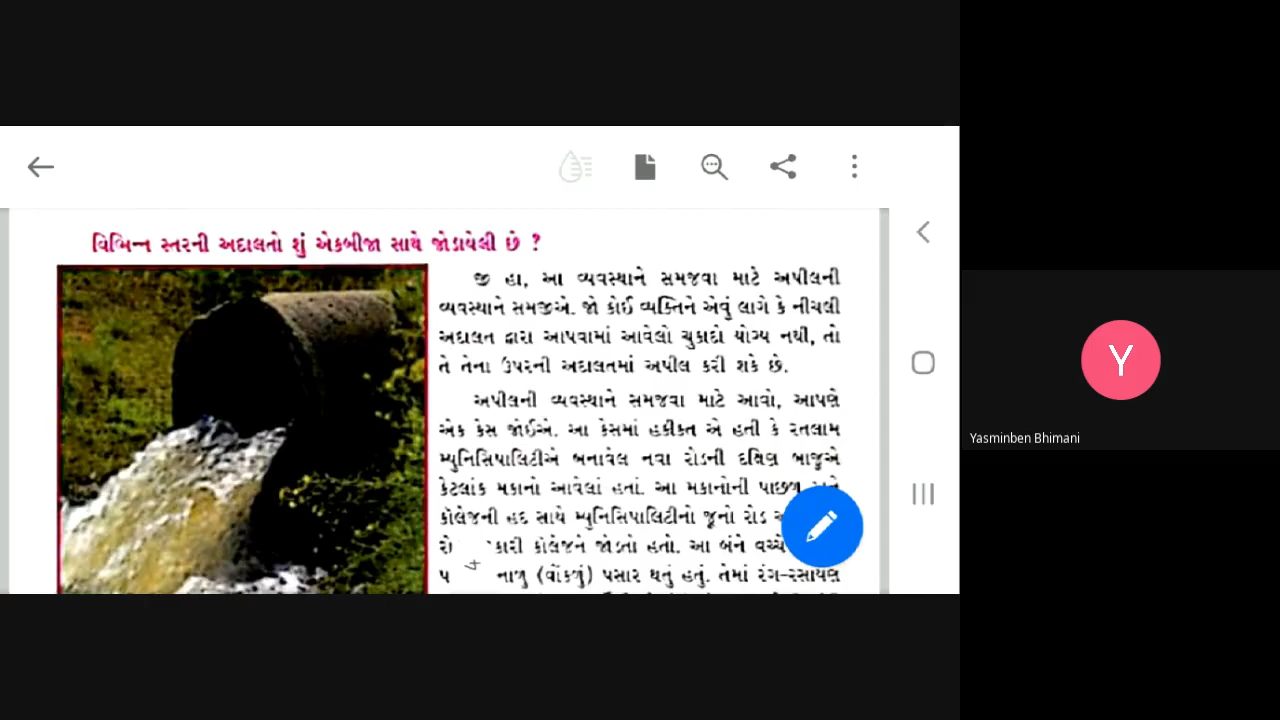 વિભિન્ન સ્તરની અદાલતો શું એકબીજા સાથે જોડાયેલી છે ?
જી હા, આ વ્યવસ્થાને સમજવા માટે અપીલની
વ્યવસ્થાને સમજીએ. જો કોઈ વ્યક્તિને એવું લાગે કે નીચલી
અદાલત દ્વારા આપવામાં આવેલો ચુકાદો યોગ્ય નથી, તો
તે તેના ઉપરની અદાલતમાં અપીલ કરી શકે છે.
અપીલની વ્યવસ્થાને સમજવા માટે આવો, આપણે
એક કેસ જોઈએ. આ કેસમાં હકીકત એ હતી કે રતલામ
મ્યુનિસિપાલિટીએ બનાવેલ નવા રોડની દક્ષિણ બાજુએ
કેટલાંક મકાનો આવેલાં હતાં. આ મકાનોની પાછળ
કૉલેજની હદ સાથે મ્યુનિસિપાલિટીનો જૂનો રોડ
કૉલેજને જોડતો હતો. આ બંને વચ્ચે
નાળુ (વોંકળું) પસાર થતું હતું. તેમાં રંગ-રસાયણ
Y
Yasminben Bhimani